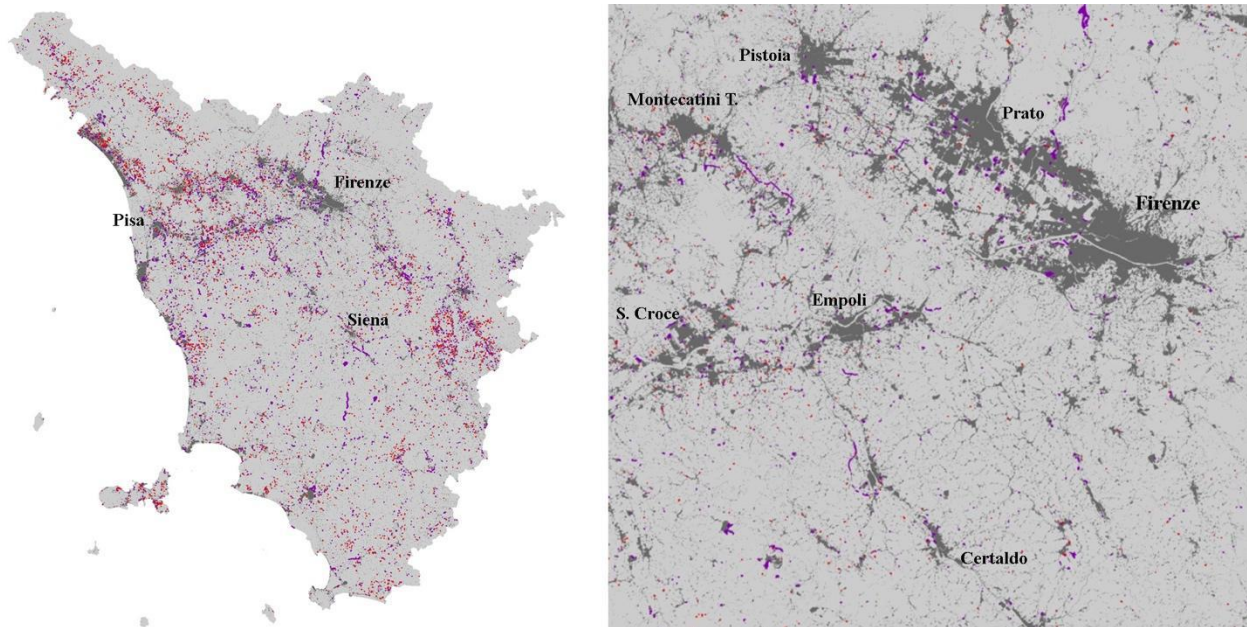 Firenze
Pisa
Siena
Pistoia
Montecatini T.
Prato
Firenze
Empoli
S. Croce
Certaldo